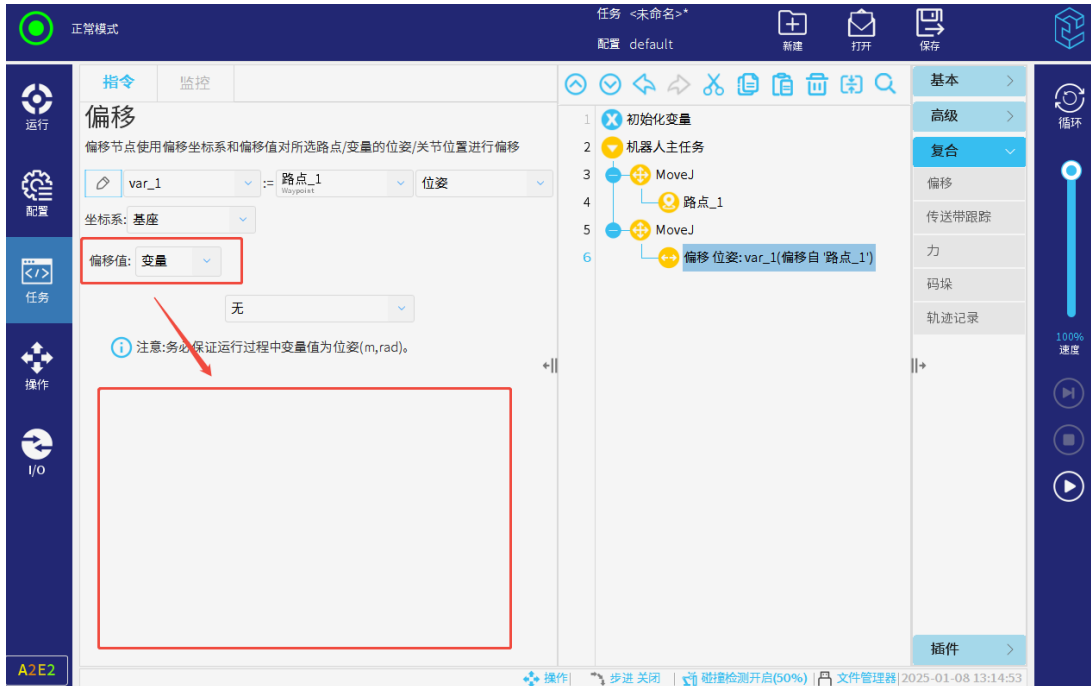 任务 <未命名>*
正常模式
配置 default
新建
打开
保存
指令
监控
偏移
偏移节点使用偏移坐标系和偏移值对所选路点/变量的位姿/关节位置进行偏移
var_1 := 路点_1 位姿
Waypoint
坐标系: 基座
偏移值: 变量
无
注意:务必保证运行过程中变量值为位姿(m,rad)。
运行
配置
任务
操作
I/O
A2E2
1 初始化变量
2 机器人主任务
3 MoveJ
4 路点_1
5 MoveJ
6 偏移 位姿: var_1(偏移自 '路点_1')
基本
高级
复合
偏移
传送带跟踪
力
码垛
轨迹记录
插件
循环
100%
速度
操作| 步进 关闭 | 碰撞检测开启(50%) | 文件管理器|2025-01-08 13:14:53